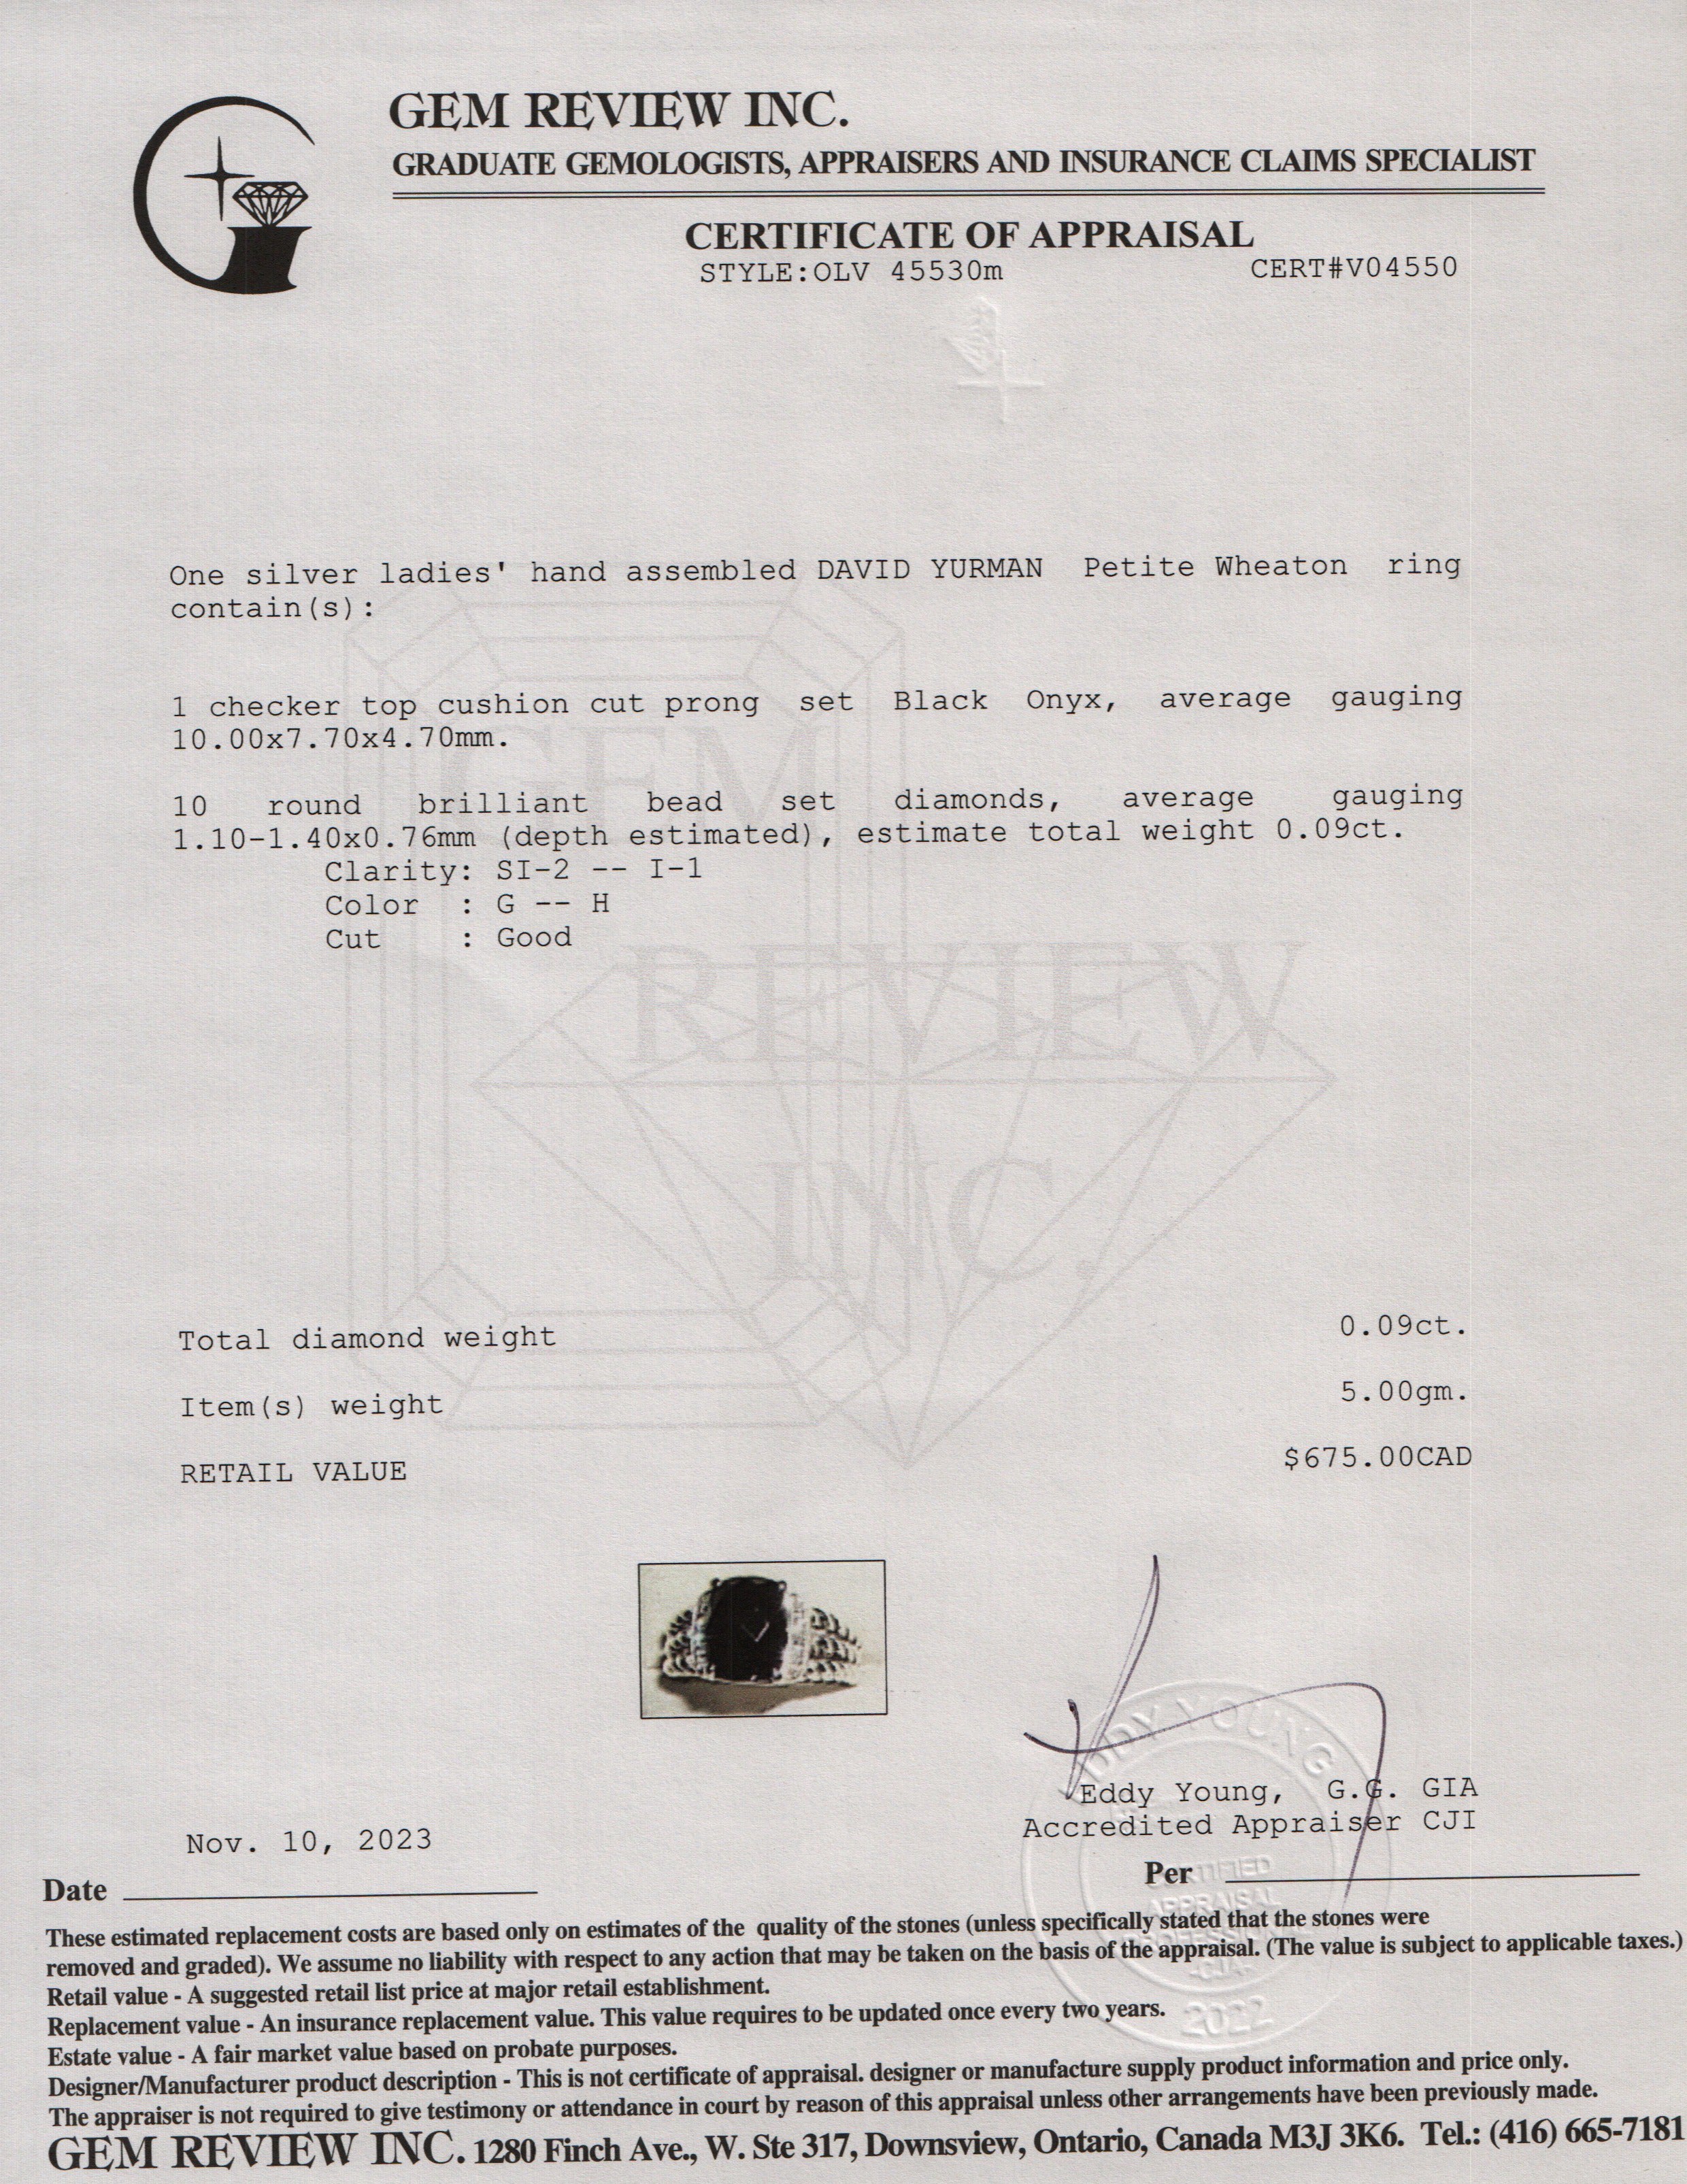 GEM REVIEW INC.
GRADUATE GEMOLOGISTS, APPRAISERS AND INSURANCE CLAIMS SPECIALIST
CERTIFICATE OF APPRAISAL
STYLE:OLV 45530m CERT#V04550
One silver ladies' hand assembled DAVID YURMAN Petite Wheaton ring
contain(s):
1 checker top cushion cut prong set Black Onyx, average gauging
10.00x7.70x4.70mm.
10 round brilliant bead set diamonds, average gauging
1.10-1.40x0.76mm (depth estimated), estimate total weight 0.09ct.
Clarity: SI-2 -- I-1
Color : G -- H
Cut : Good
GEM
REVIEW
INC.
Total diamond weight 0.09ct.
Item(s) weight 5.00gm.
RETAIL VALUE $675.00CAD
EDDY YOUNG
Eddy Young, G.G. GIA
Accredited Appraiser CJI
Nov. 10, 2023
Date
Per
CERTIFIED
APPRAISAL
PROFESSIONAL
2022
These estimated replacement costs are based only on estimates of the quality of the stones (unless specifically stated that the stones were
removed and graded). We assume no liability with respect to any action that may be taken on the basis of the appraisal. (The value is subject to applicable taxes.)
Retail value - A suggested retail list price at major retail establishment.
Replacement value - An insurance replacement value. This value requires to be updated once every two years.
Estate value - A fair market value based on probate purposes.
Designer/Manufacturer product description - This is not certificate of appraisal. designer or manufacture supply product information and price only.
The appraiser is not required to give testimony or attendance in court by reason of this appraisal unless other arrangements have been previously made.
GEM REVIEW INC. 1280 Finch Ave., W. Ste 317, Downsview, Ontario, Canada M3J 3K6. Tel.: (416) 665-7181